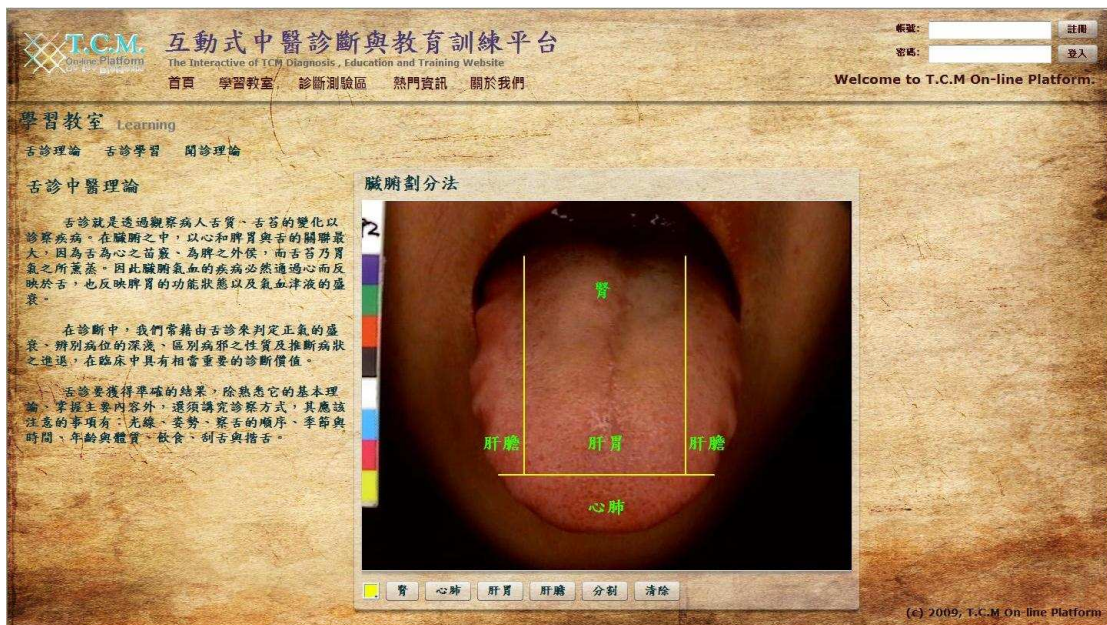 T.C.M.
On-line Platform
互動式中醫診斷與教育訓練平台
The Interactive of TCM Diagnosis , Education and Training Website
首頁 學習教室 診斷測驗區 熱門資訊 關於我們
帳號: 註冊
密碼: 登入
Welcome to T.C.M On-line Platform.
學習教室 Learning
舌診理論 舌診學習 聞診理論
舌診中醫理論
舌診就是透過觀察病人舌質、舌苔的變化以
診察疾病。在臟腑之中,以心和脾胃與舌的關聯最
大,因為舌為心之苗竅、為脾之外侯,而舌苔乃胃
氣之所薰蒸。因此臟腑氣血的疾病必然通過心而反
映於舌,也反映脾胃的功能狀態以及氣血津液的盛
衰。
在診斷中,我們常藉由舌診來判定正氣的盛
衰、辨別病位的深淺、區別病邪之性質及推斷病狀
之進退,在臨床中具有相當重要的診斷價值。
舌診要獲得準確的結果,除熟悉它的基本理
論、掌握主要內容外,還須講究診察方式,其應該
注意的事項有:光線、姿勢、察舌的順序、季節與
時間、年齡與體質、飲食、刮舌與揩舌。
臟腑劃分法
腎
肝膽 肝胃 肝膽
心肺
腎 心肺 肝胃 肝膽 分割 清除
(c) 2009, T.C.M On-line Platform